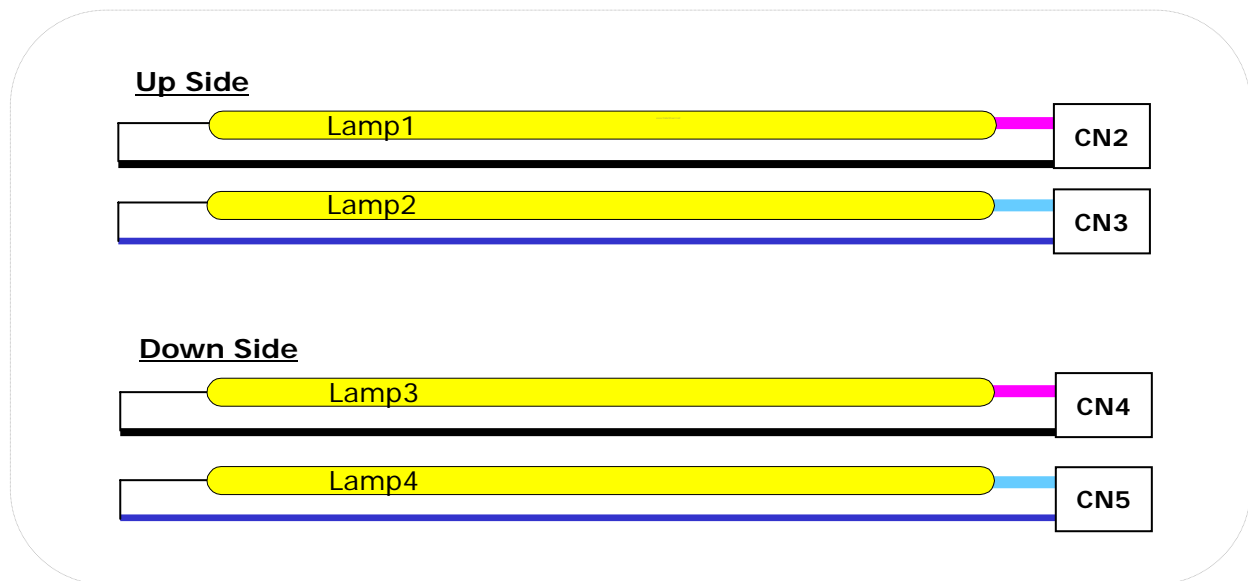 Up Side
Lamp1
CN2
Lamp2
CN3
Down Side
Lamp3
CN4
Lamp4
CN5